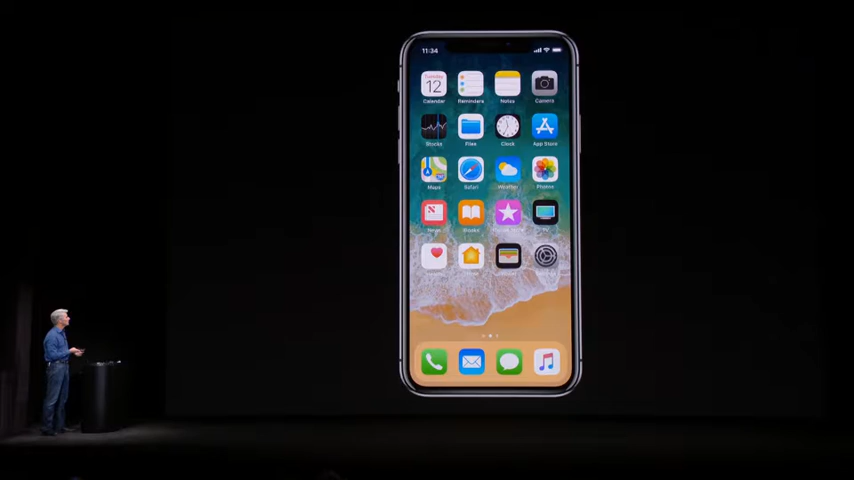 11:34
Tuesday
12
Calendar
Reminders
Notes
Camera
Stocks
Files
Clock
App Store
Maps
Safari
Weather
Photos
News
iBooks
TV